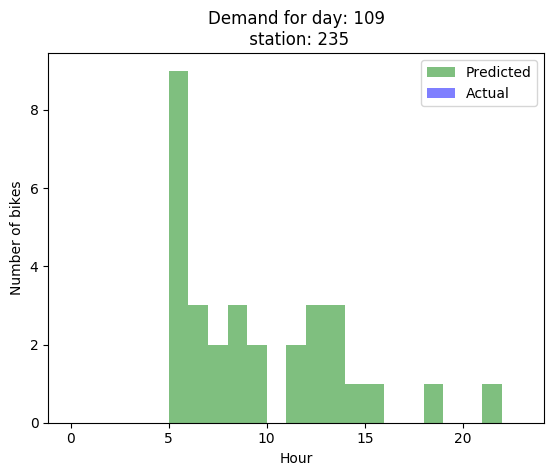 Demand for day: 109
station: 235
Predicted
Actual
Number of bikes
8
6
4
2
0
0
5
10
15
20
Hour